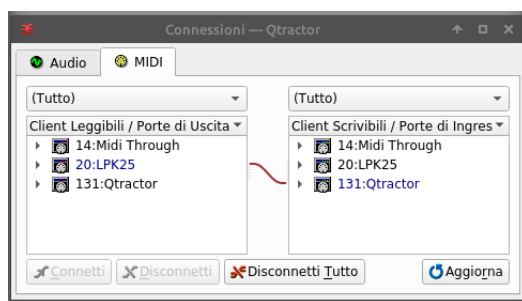 Connessioni — Qtractor
Audio
MIDI
(Tutto)
(Tutto)
Client Leggibili / Porte di Uscita
Client Scrivibili / Porte di Ingres
14:Midi Through
14:Midi Through
20:LPK25
20:LPK25
131:Qtractor
131:Qtractor
Connetti
Disconnetti
Disconnetti Tutto
Aggiorna